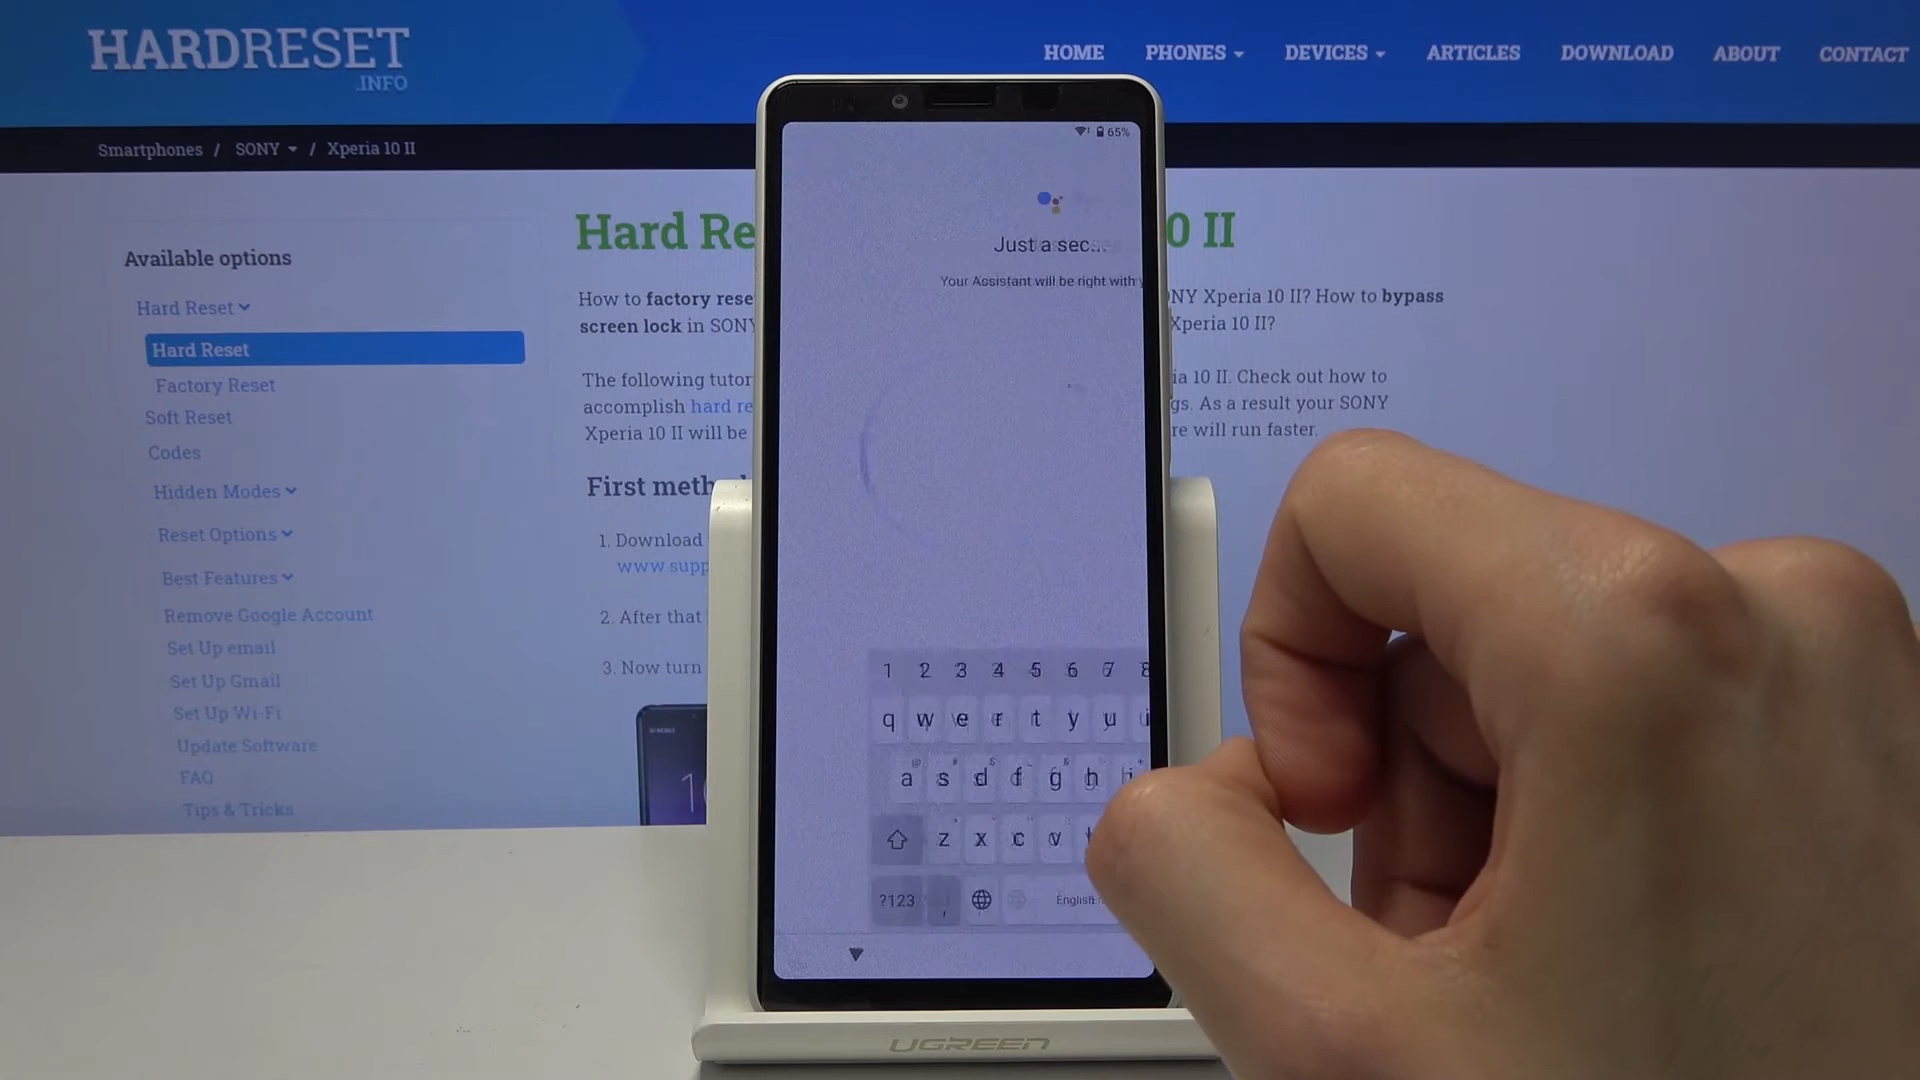 HARDRESET
.INFO
HOME PHONES DEVICES ARTICLES DOWNLOAD ABOUT CONTACT
Smartphones / SONY / Xperia 10 II
65%
Available options
Hard Reset
Hard Reset
Factory Reset
Soft Reset
Codes
Hidden Modes
Reset Options
Best Features
Remove Google Account
Set Up email
Set Up Gmail
Set Up Wi-Fi
Update Software
FAQ
Tips & Tricks
Hard Re 0 II
How to factory rese NY Xperia 10 II? How to bypass
screen lock in SONY Xperia 10 II?
The following tutor ia 10 II. Check out how to
accomplish hard re gs. As a result your SONY
Xperia 10 II will be re will run faster.
First meth
1. Download
www.supp
2. After that
3. Now turn
Just a sec...
Your Assistant will be right with
1 2 3 4 5 6 7 8
q w e r t y u i
a s d f g h j
z x c v
?123 , English
UGREEN